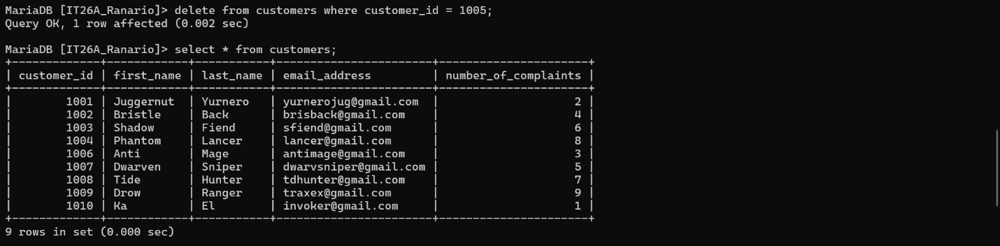 MariaDB [IT26A_Ranario]> delete from customers where customer_id = 1005;
Query OK, 1 row affected (0.002 sec)

MariaDB [IT26A_Ranario]> select * from customers;
+-------------+------------+-----------+-----------------------+----------------------+
| customer_id | first_name | last_name | email_address         | number_of_complaints |
+-------------+------------+-----------+-----------------------+----------------------+
|        1001 | Juggernut  | Yurnero   | yurnerojug@gmail.com  |                    2 |
|        1002 | Bristle    | Back      | brisback@gmail.com    |                    4 |
|        1003 | Shadow     | Fiend     | sfiend@gmail.com      |                    6 |
|        1004 | Phantom    | Lancer    | lancer@gmail.com      |                    8 |
|        1006 | Anti       | Mage      | antimage@gmail.com    |                    3 |
|        1007 | Dwarven    | Sniper    | dwarvsniper@gmail.com |                    5 |
|        1008 | Tide       | Hunter    | tdhunter@gmail.com    |                    7 |
|        1009 | Drow       | Ranger    | traxex@gmail.com      |                    9 |
|        1010 | Ka         | El        | invoker@gmail.com     |                    1 |
+-------------+------------+-----------+-----------------------+----------------------+
9 rows in set (0.000 sec)